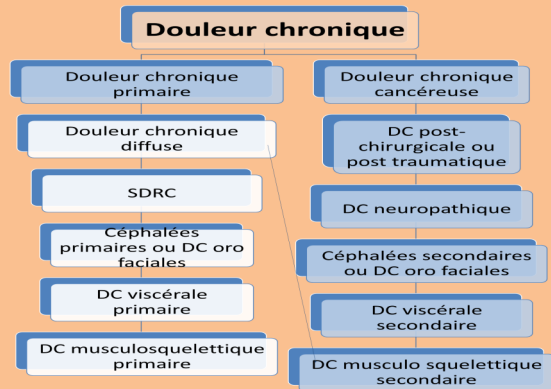 Douleur chronique
Douleur chronique
primaire
Douleur chronique
diffuse
SDRC
Céphalées
primaires ou DC oro
faciales
DC viscérale
primaire
DC musculosquelettique
primaire
Douleur chronique
cancéreuse
DC post-
chirurgicale ou
post traumatique
DC neuropathique
Céphalées secondaires
ou DC oro faciales
DC viscérale
secondaire
DC musculo squelettique
secondaire